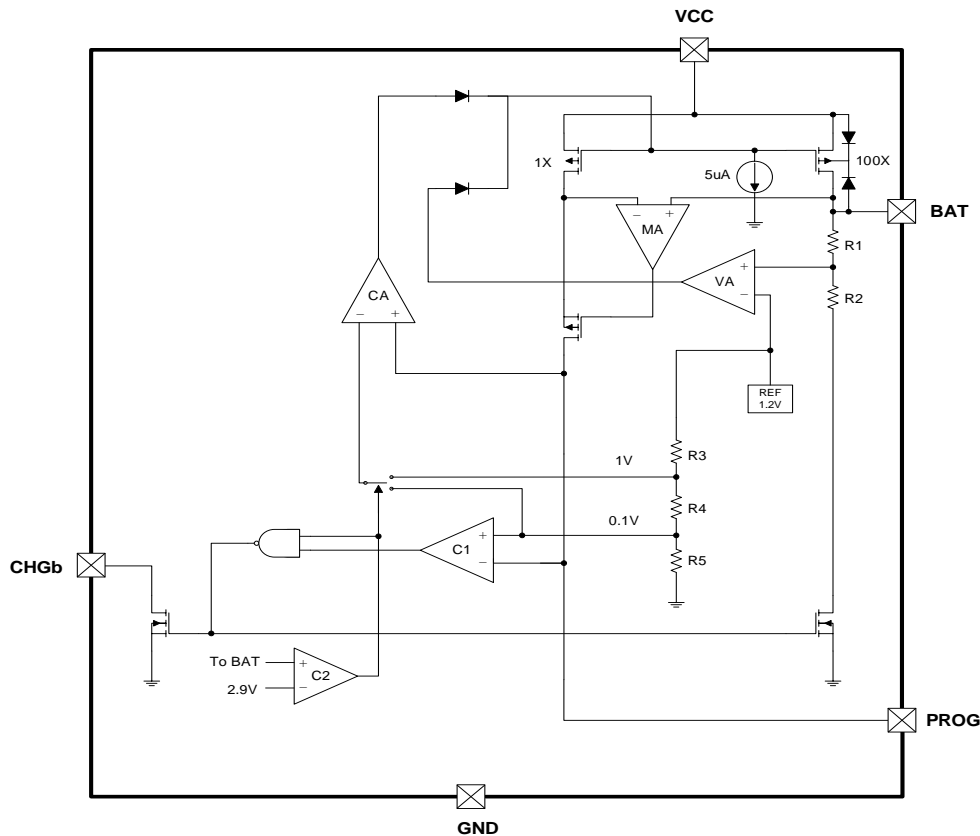 VCC
1X
5uA
100X
BAT
− +
MA
R1
VA
+
−
R2
CA
− +
REF
1.2V
R3
1V
R4
0.1V
C1
+
−
R5
CHGb
To BAT
2.9V
+
−
C2
PROG
GND